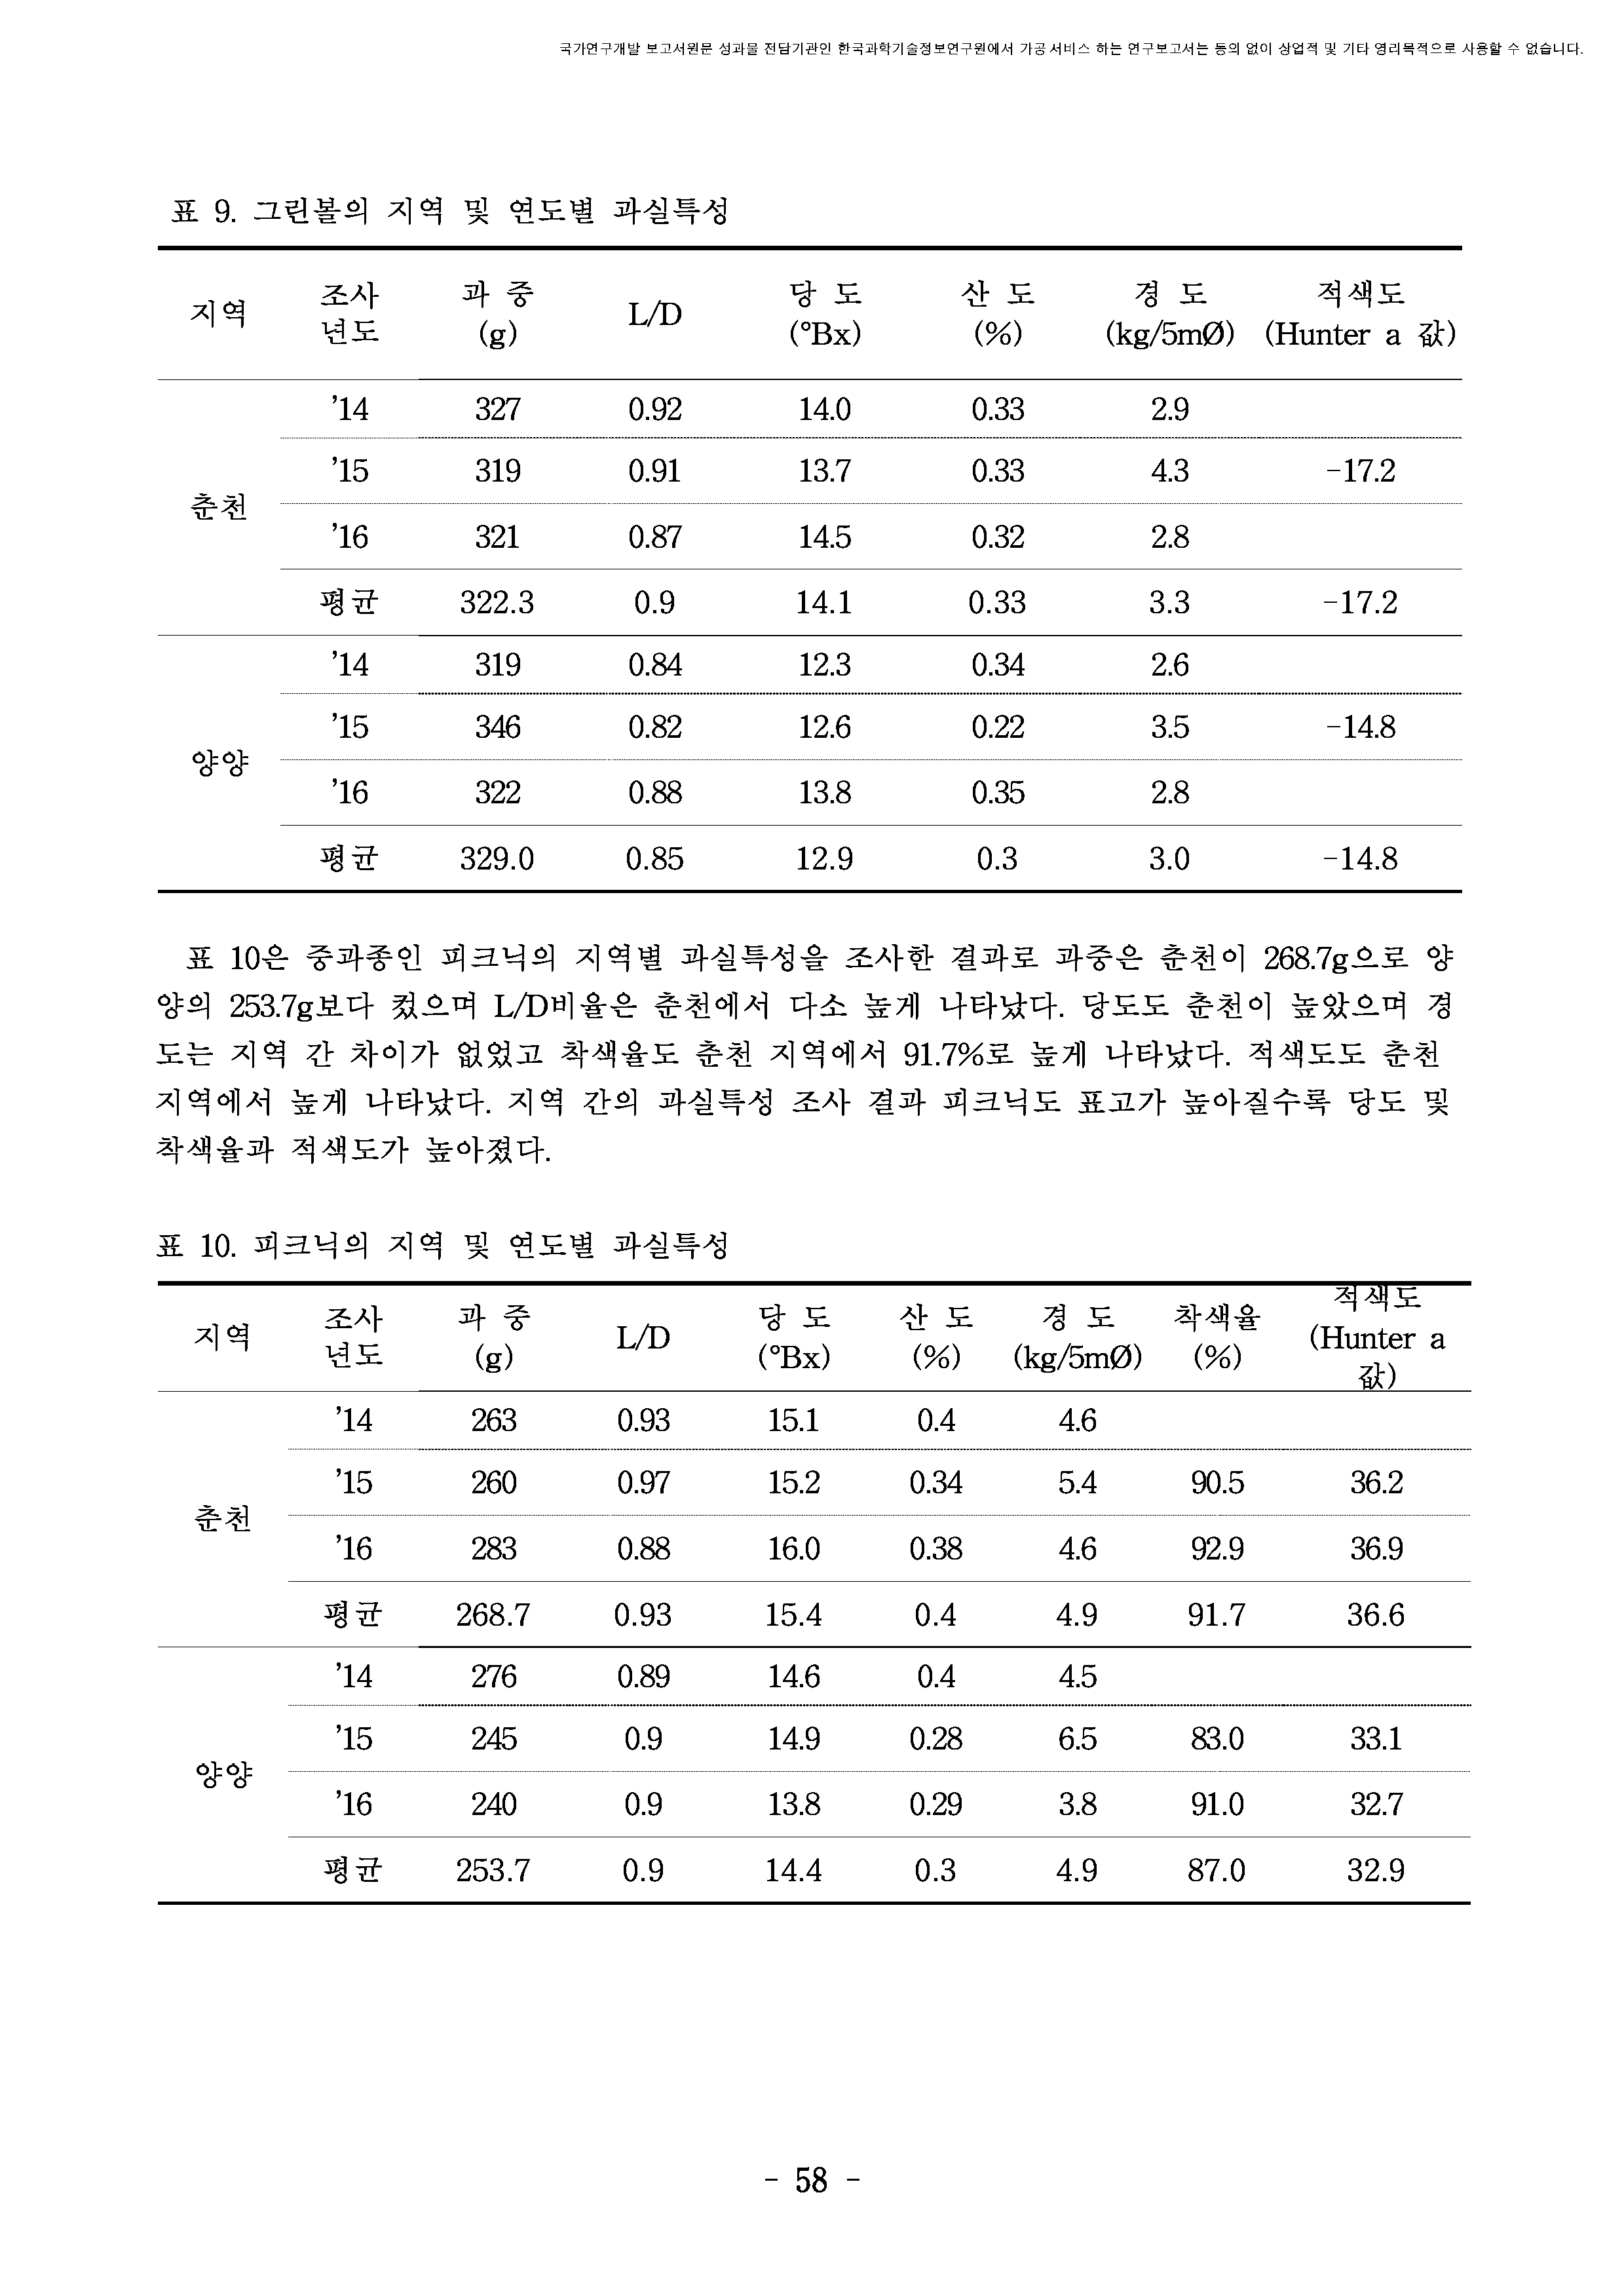 국가연구개발 보고서원문 성과물 전담기관인 한국과학기술정보연구원에서 가공·서비스 하는 연구보고서는 동의 없이 상업적 및 기타 영리목적으로 사용할 수 없습니다.
표 9. 그린볼의 지역 및 연도별 과실특성
지역 조사년도 과 중 (g) L/D 당 도 (°Bx) 산 도 (%) 경 도 (kg/5mØ) 적색도 (Hunter a 값)
춘천 ’14 327 0.92 14.0 0.33 2.9
’15 319 0.91 13.7 0.33 4.3 -17.2
’16 321 0.87 14.5 0.32 2.8
평균 322.3 0.9 14.1 0.33 3.3 -17.2
양양 ’14 319 0.84 12.3 0.34 2.6
’15 346 0.82 12.6 0.22 3.5 -14.8
’16 322 0.88 13.8 0.35 2.8
평균 329.0 0.85 12.9 0.3 3.0 -14.8
표 10은 중과종인 피크닉의 지역별 과실특성을 조사한 결과로 과중은 춘천이 268.7g으로 양
양의 253.7g보다 컸으며 L/D비율은 춘천에서 다소 높게 나타났다. 당도도 춘천이 높았으며 경
도는 지역 간 차이가 없었고 착색율도 춘천 지역에서 91.7%로 높게 나타났다. 적색도도 춘천
지역에서 높게 나타났다. 지역 간의 과실특성 조사 결과 피크닉도 표고가 높아질수록 당도 및
착색율과 적색도가 높아졌다.
표 10. 피크닉의 지역 및 연도별 과실특성
지역 조사년도 과 중 (g) L/D 당 도 (°Bx) 산 도 (%) 경 도 (kg/5mØ) 착색율 (%) 적색도 (Hunter a 값)
춘천 ’14 263 0.93 15.1 0.4 4.6
’15 260 0.97 15.2 0.34 5.4 90.5 36.2
’16 283 0.88 16.0 0.38 4.6 92.9 36.9
평균 268.7 0.93 15.4 0.4 4.9 91.7 36.6
양양 ’14 276 0.89 14.6 0.4 4.5
’15 245 0.9 14.9 0.28 6.5 83.0 33.1
’16 240 0.9 13.8 0.29 3.8 91.0 32.7
평균 253.7 0.9 14.4 0.3 4.9 87.0 32.9
- 58 -